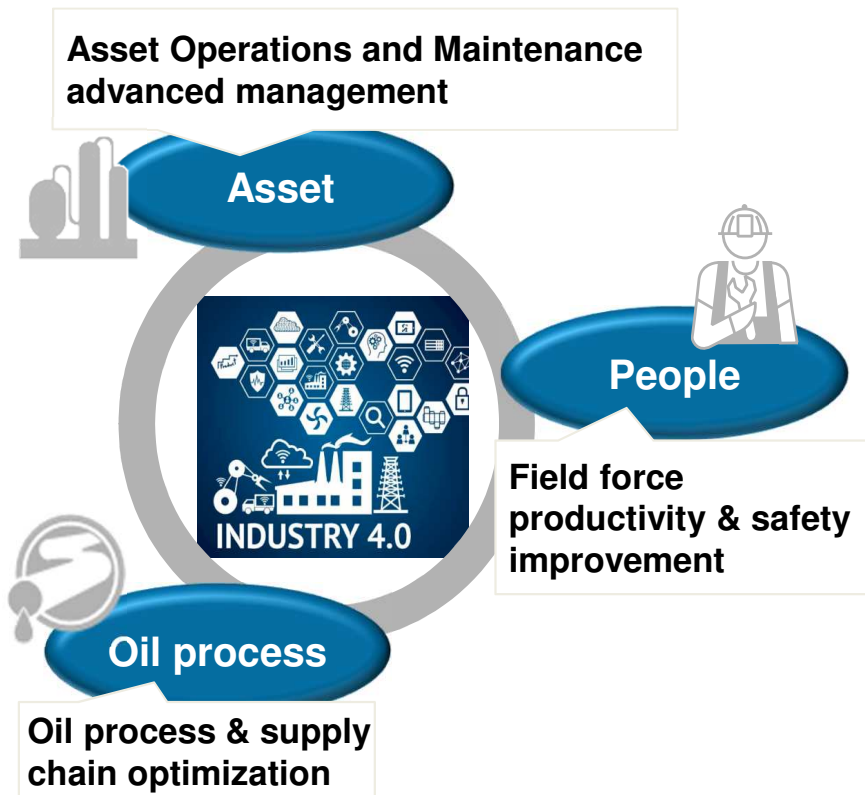 Asset Operations and Maintenance
advanced management
Asset
People
Field force
productivity & safety
improvement
INDUSTRY 4.0
Oil process
Oil process & supply
chain optimization